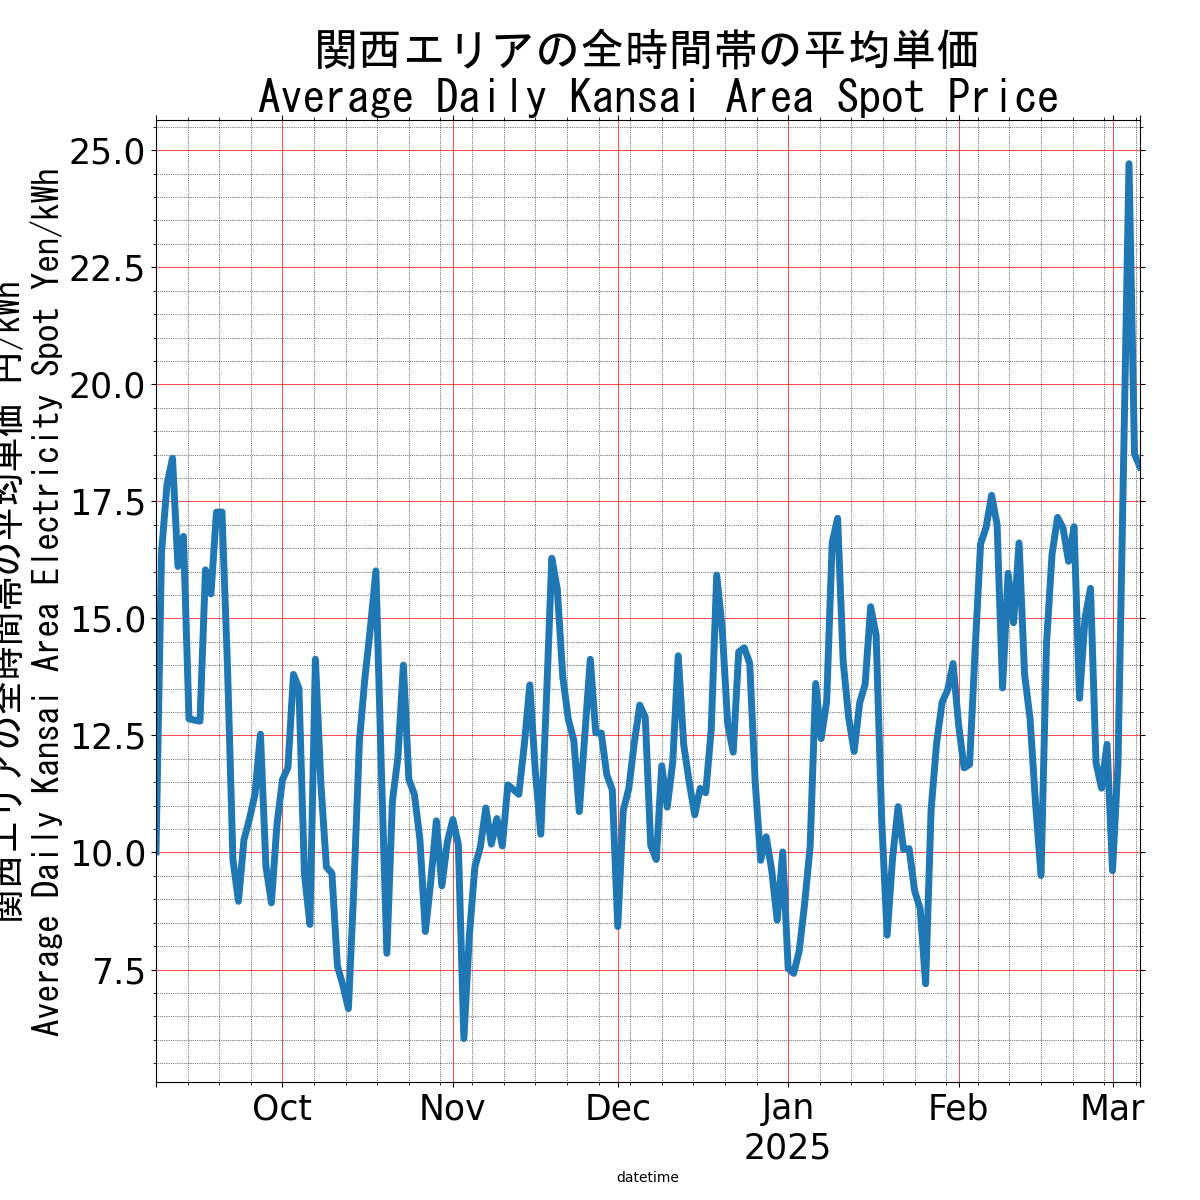 関西エリアの全時間帯の平均単価
Average Daily Kansai Area Spot Price
関西エリアの全時間帯の平均単価 円/kWh
Average Daily Kansai Area Electricity Spot Yen/kWh
25.0
22.5
20.0
17.5
15.0
12.5
10.0
7.5
Oct
Nov
Dec
Jan
2025
Feb
Mar
datetime